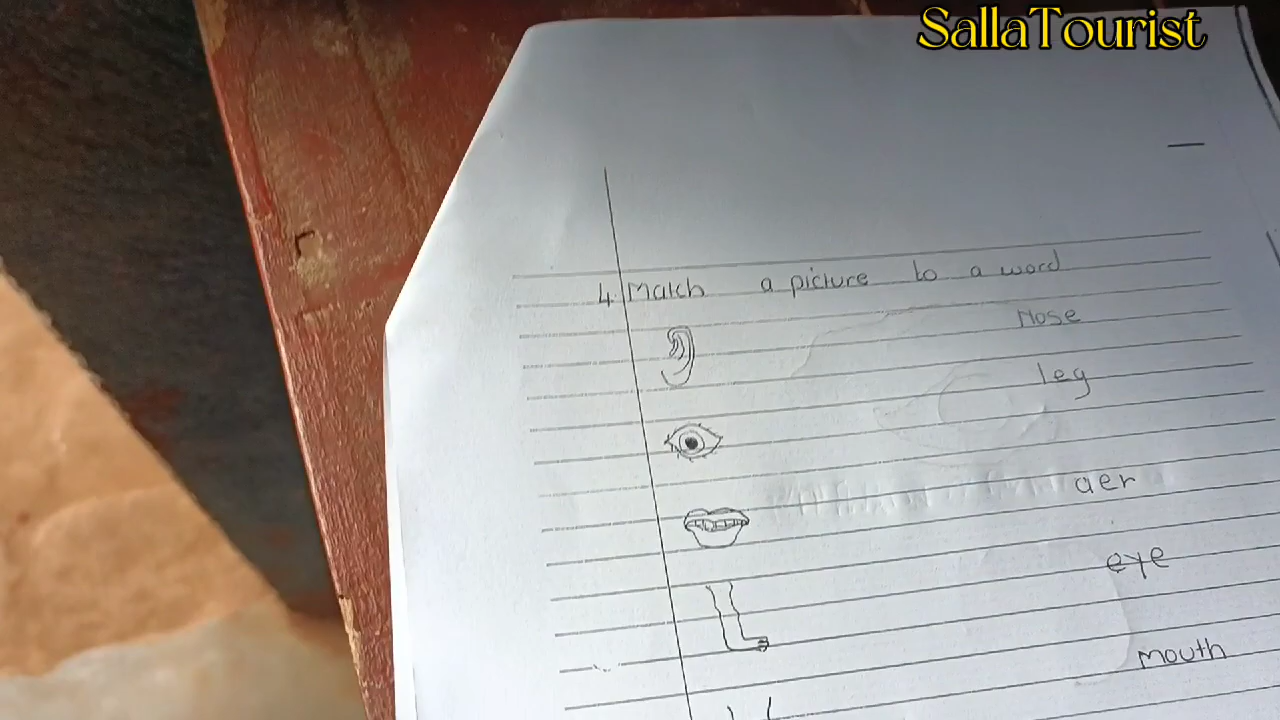 SallaTourist
4. Match a picture to a word
Nose
leg
aer
eye
mouth